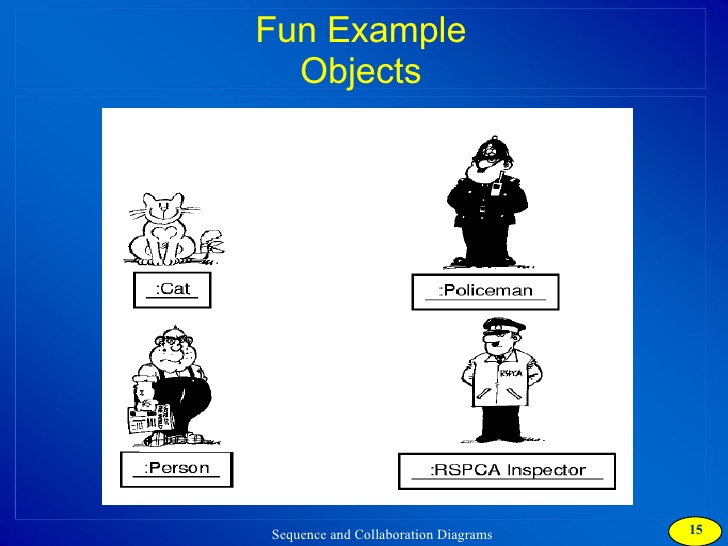 Fun Example
Objects
:Cat
:Policeman
RSPCA
:Person
:RSPCA Inspector
Sequence and Collaboration Diagrams
15